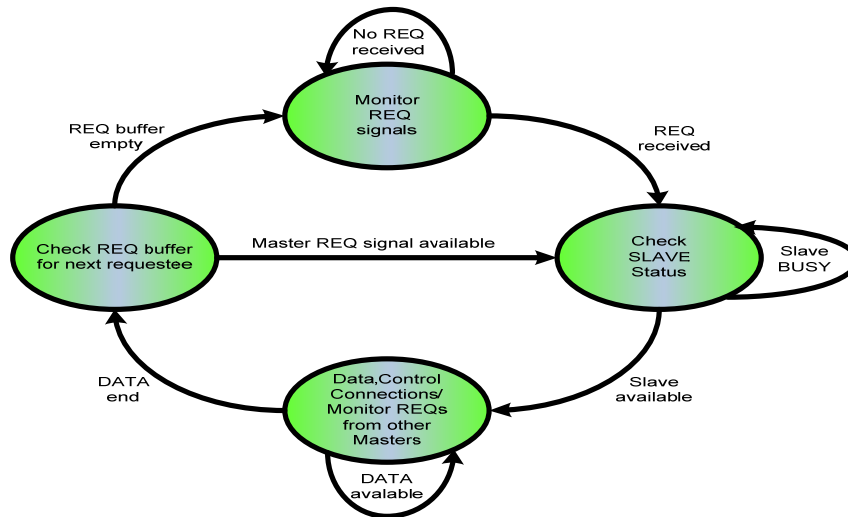 No REQ
received
Monitor
REQ
signals
REQ buffer
empty
REQ
received
Check REQ buffer
for next requestee
Master REQ signal available
Check
SLAVE
Status
Slave
BUSY
DATA
end
Data,Control
Connections/
Monitor REQs
from other
Masters
Slave
available
DATA
avalable